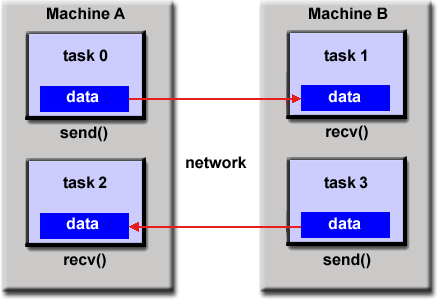 Machine A
Machine B
task 0
task 1
data
data
send()
recv()
network
task 2
task 3
data
data
recv()
send()